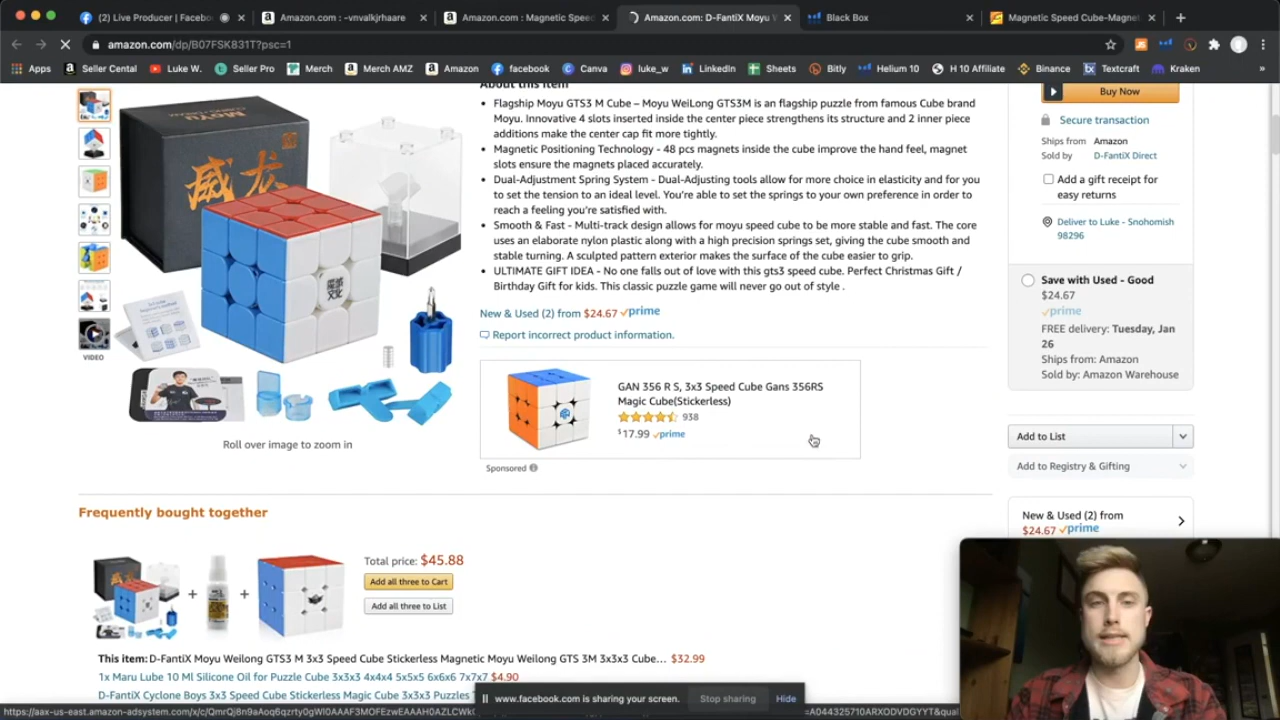 (2) Live Producer | Facebo
Amazon.com : -vnvalkjrhaare
Amazon.com : Magnetic Speed
Amazon.com: D-FantiX Moyu W
Black Box
Magnetic Speed Cube-Magnet
amazon.com/dp/B07FSK831T?psc=1
Apps
Seller Cental
Luke W.
Seller Pro
Merch
Merch AMZ
Amazon
facebook
Canva
luke_w
LinkedIn
Sheets
Bitly
Helium 10
H 10 Affiliate
Binance
Textcraft
Kraken
»
About this item
• Flagship Moyu GTS3 M Cube – Moyu WeiLong GTS3M is an flagship puzzle from famous Cube brand
Moyu. Innovative 4 slots inserted inside the center piece strengthens its structure and 2 inner piece
additions make the center cap fit more tightly.
• Magnetic Positioning Technology - 48 pcs magnets inside the cube improve the hand feel, magnet
slots ensure the magnets placed accurately.
• Dual-Adjustment Spring System - Dual-Adjusting tools allow for more choice in elasticity and for you
to set the tension to an ideal level. You're able to set the springs to your own preference in order to
reach a feeling you're satisfied with.
• Smooth & Fast - Multi-track design allows for moyu speed cube to be more stable and fast. The core
uses an elaborate nylon plastic along with a high precision springs set, giving the cube smooth and
stable turning. A sculpted pattern exterior makes the surface of the cube easier to grip.
• ULTIMATE GIFT IDEA - No one falls out of love with this gts3 speed cube. Perfect Christmas Gift /
Birthday Gift for kids. This classic puzzle game will never go out of style .
New & Used (2) from $24.67 prime
Report incorrect product information.
GAN 356 R S, 3x3 Speed Cube Gans 356RS
Magic Cube(Stickerless)
938
$17.99 prime
Sponsored
MOYU
威龙
魔域文化
VIDEO
Roll over image to zoom in
Buy Now
Secure transaction
Ships from Amazon
Sold by D-FantiX Direct
Add a gift receipt for
easy returns
Deliver to Luke - Snohomish
98296
Save with Used - Good
$24.67
prime
FREE delivery: Tuesday, Jan
26
Ships from: Amazon
Sold by: Amazon Warehouse
Add to List
Add to Registry & Gifting
New & Used (2) from
$24.67 prime
Frequently bought together
+
+
Total price: $45.88
Add all three to Cart
Add all three to List
This item: D-FantiX Moyu Weilong GTS3 M 3x3 Speed Cube Stickerless Magnetic Moyu Weilong GTS 3M 3x3x3 Cube… $32.99
1x Maru Lube 10 Ml Silicone Oil for Puzzle Cube 3x3x3 4x4x4 5x5x5 6x6x6 7x7x7 $4.90
D-FantiX Cyclone Boys 3x3 Speed Cube Stickerless Magic Cube 3x3x3 Puzzles
www.facebook.com is sharing your screen.
Stop sharing
Hide